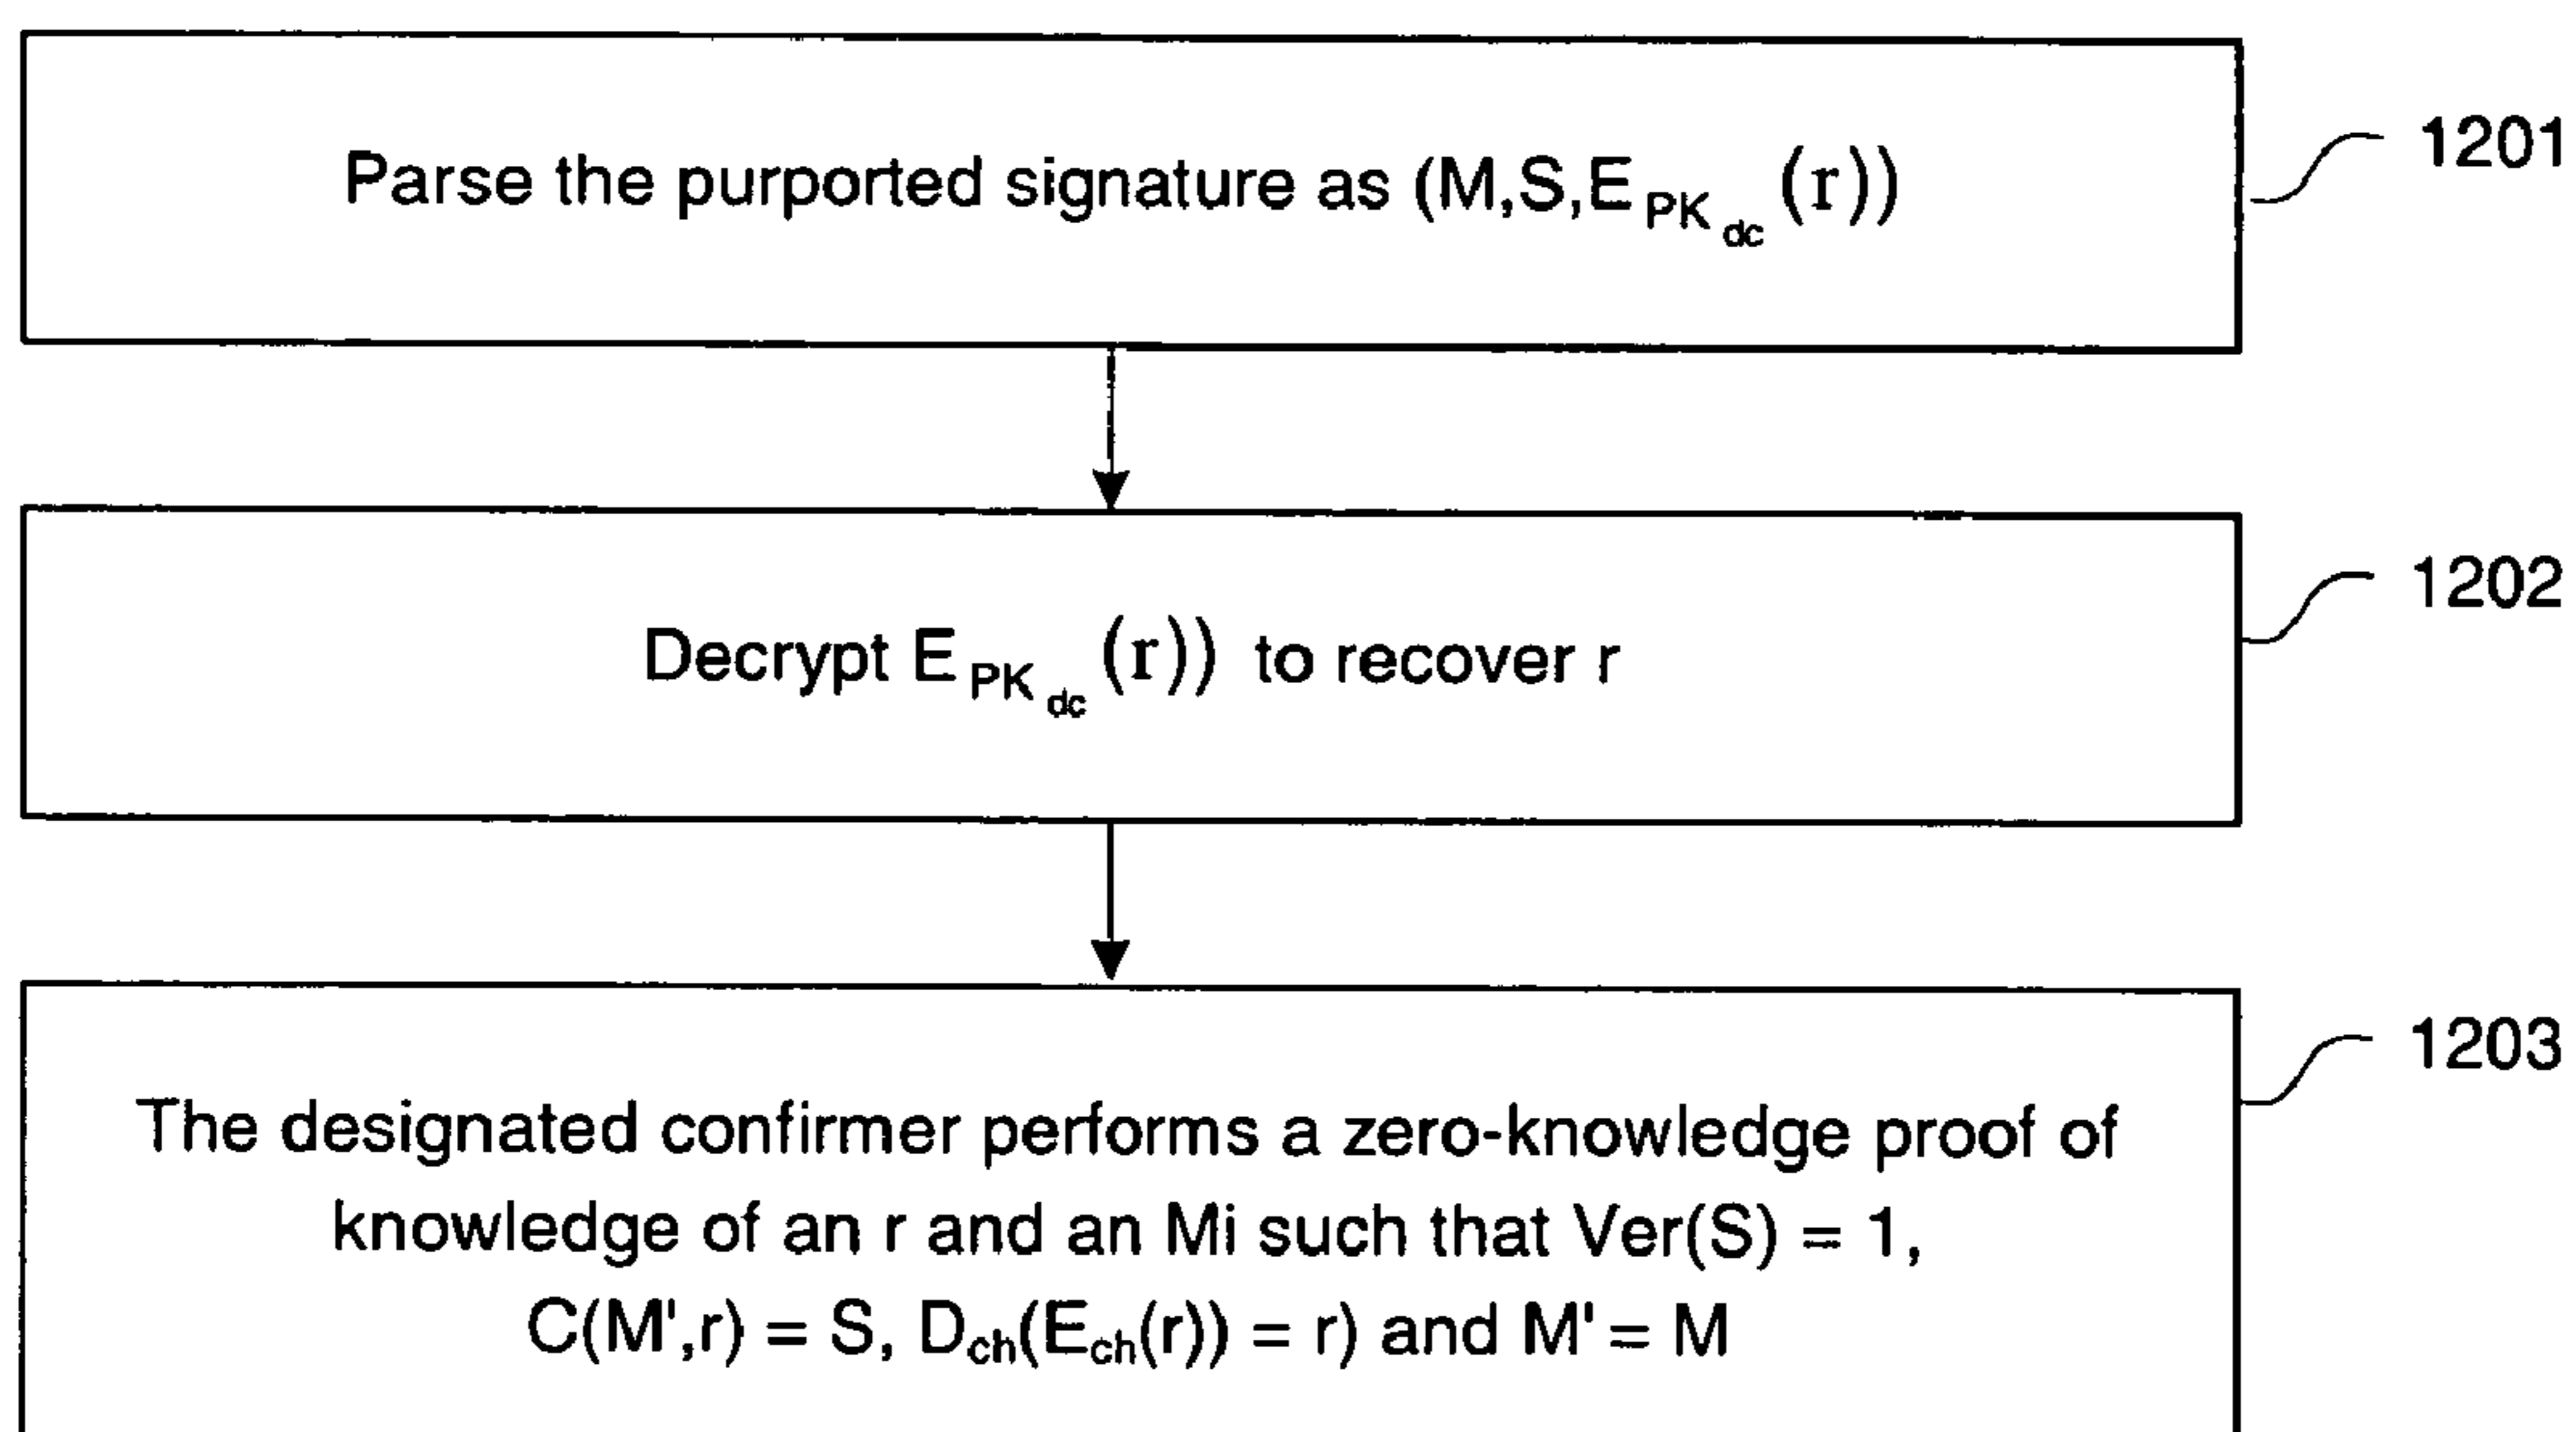 Parse the purported signature as (M,S,E PK dc (r))
1201
Decrypt E PK dc (r)) to recover r
1202
1203
The designated confirmer performs a zero-knowledge proof of
knowledge of an r and an Mi such that Ver(S) = 1,
C(M',r) = S, Dch(Ech(r)) = r) and M' = M